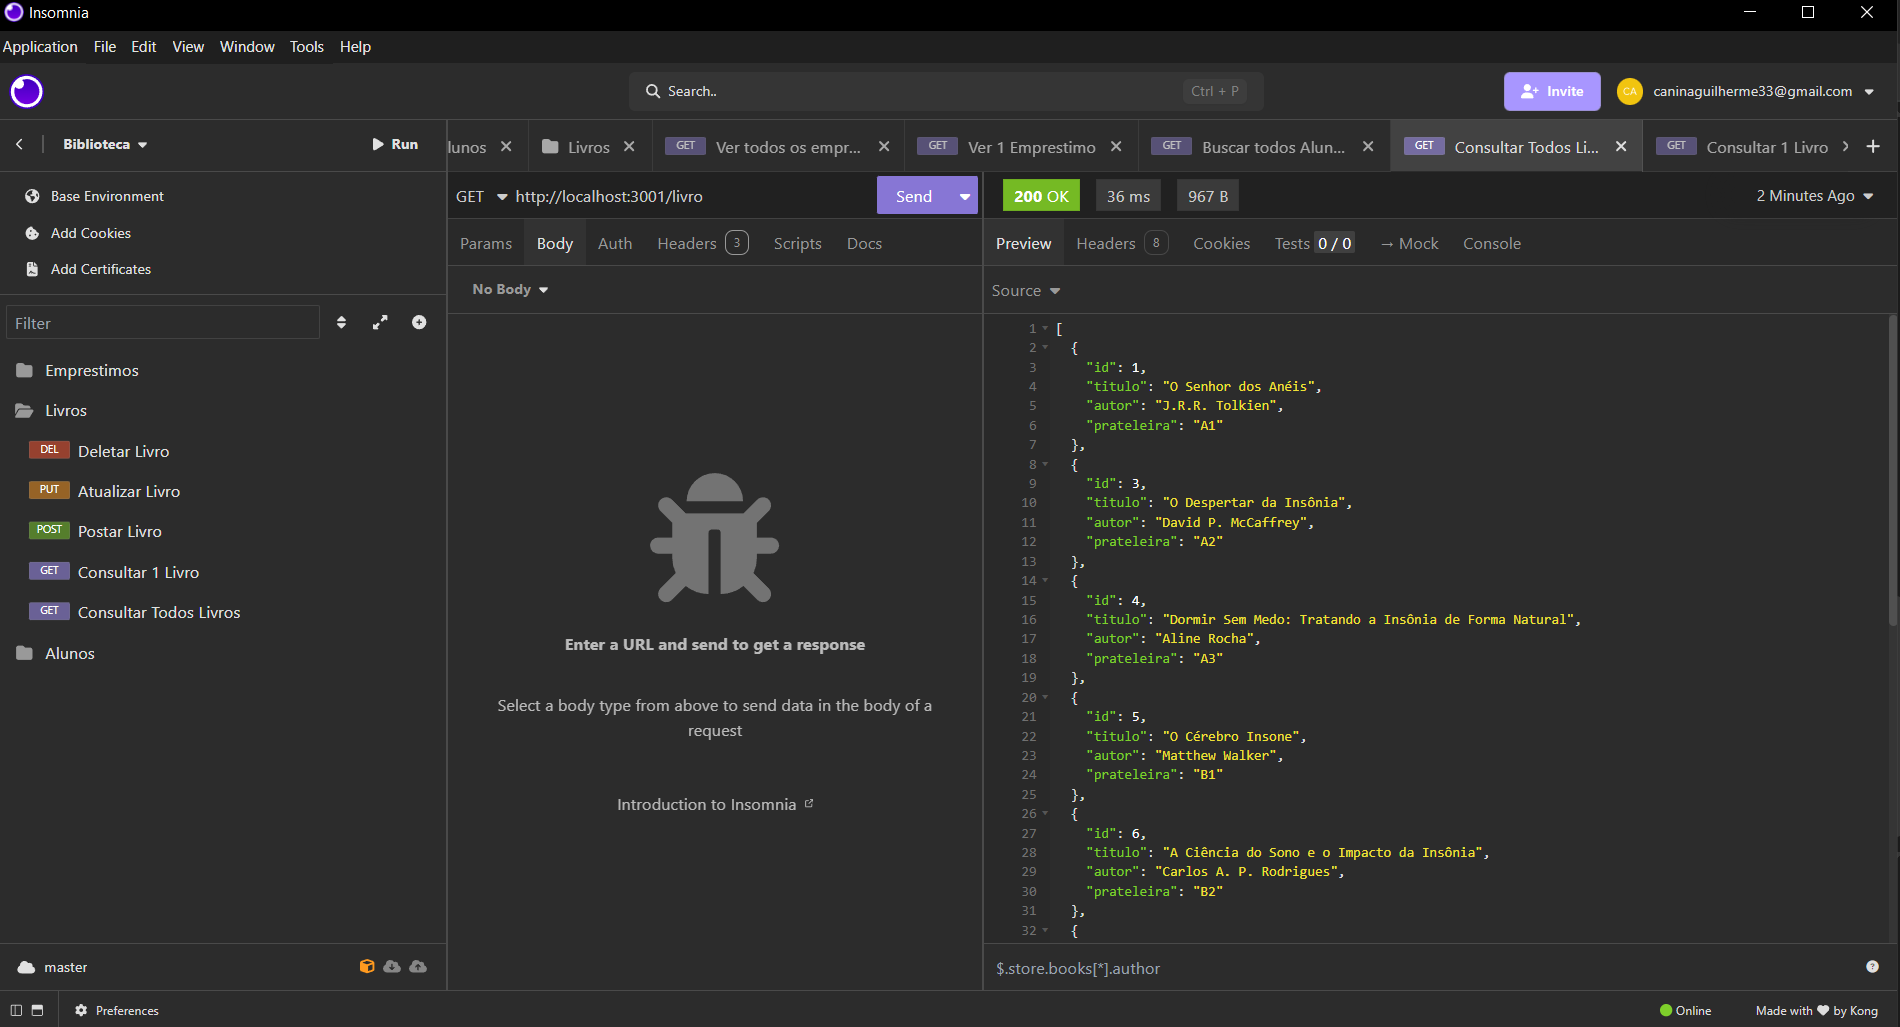 Insomnia
Application File Edit View Window Tools Help
Search.. Ctrl + P
Invite
CA caninaguilherme33@gmail.com
Biblioteca
Run
lunos
Livros
GET Ver todos os empr...
GET Ver 1 Emprestimo
GET Buscar todos Alun...
GET Consultar Todos Li...
GET Consultar 1 Livro
Base Environment
Add Cookies
Add Certificates
Filter
Emprestimos
Livros
DEL Deletar Livro
PUT Atualizar Livro
POST Postar Livro
GET Consultar 1 Livro
GET Consultar Todos Livros
Alunos
master
GET http://localhost:3001/livro Send
Params Body Auth Headers 3 Scripts Docs
No Body
Enter a URL and send to get a response
Select a body type from above to send data in the body of a
request
Introduction to Insomnia
200 OK 36 ms 967 B 2 Minutes Ago
Preview Headers 8 Cookies Tests 0 / 0 → Mock Console
Source
1 [
2 {
3 "id": 1,
4 "titulo": "O Senhor dos Anéis",
5 "autor": "J.R.R. Tolkien",
6 "prateleira": "A1"
7 },
8 {
9 "id": 3,
10 "titulo": "O Despertar da Insônia",
11 "autor": "David P. McCaffrey",
12 "prateleira": "A2"
13 },
14 {
15 "id": 4,
16 "titulo": "Dormir Sem Medo: Tratando a Insônia de Forma Natural",
17 "autor": "Aline Rocha",
18 "prateleira": "A3"
19 },
20 {
21 "id": 5,
22 "titulo": "O Cérebro Insone",
23 "autor": "Matthew Walker",
24 "prateleira": "B1"
25 },
26 {
27 "id": 6,
28 "titulo": "A Ciência do Sono e o Impacto da Insônia",
29 "autor": "Carlos A. P. Rodrigues",
30 "prateleira": "B2"
31 },
32 {
$.store.books[*].author
Preferences
Online
Made with ♥ by Kong